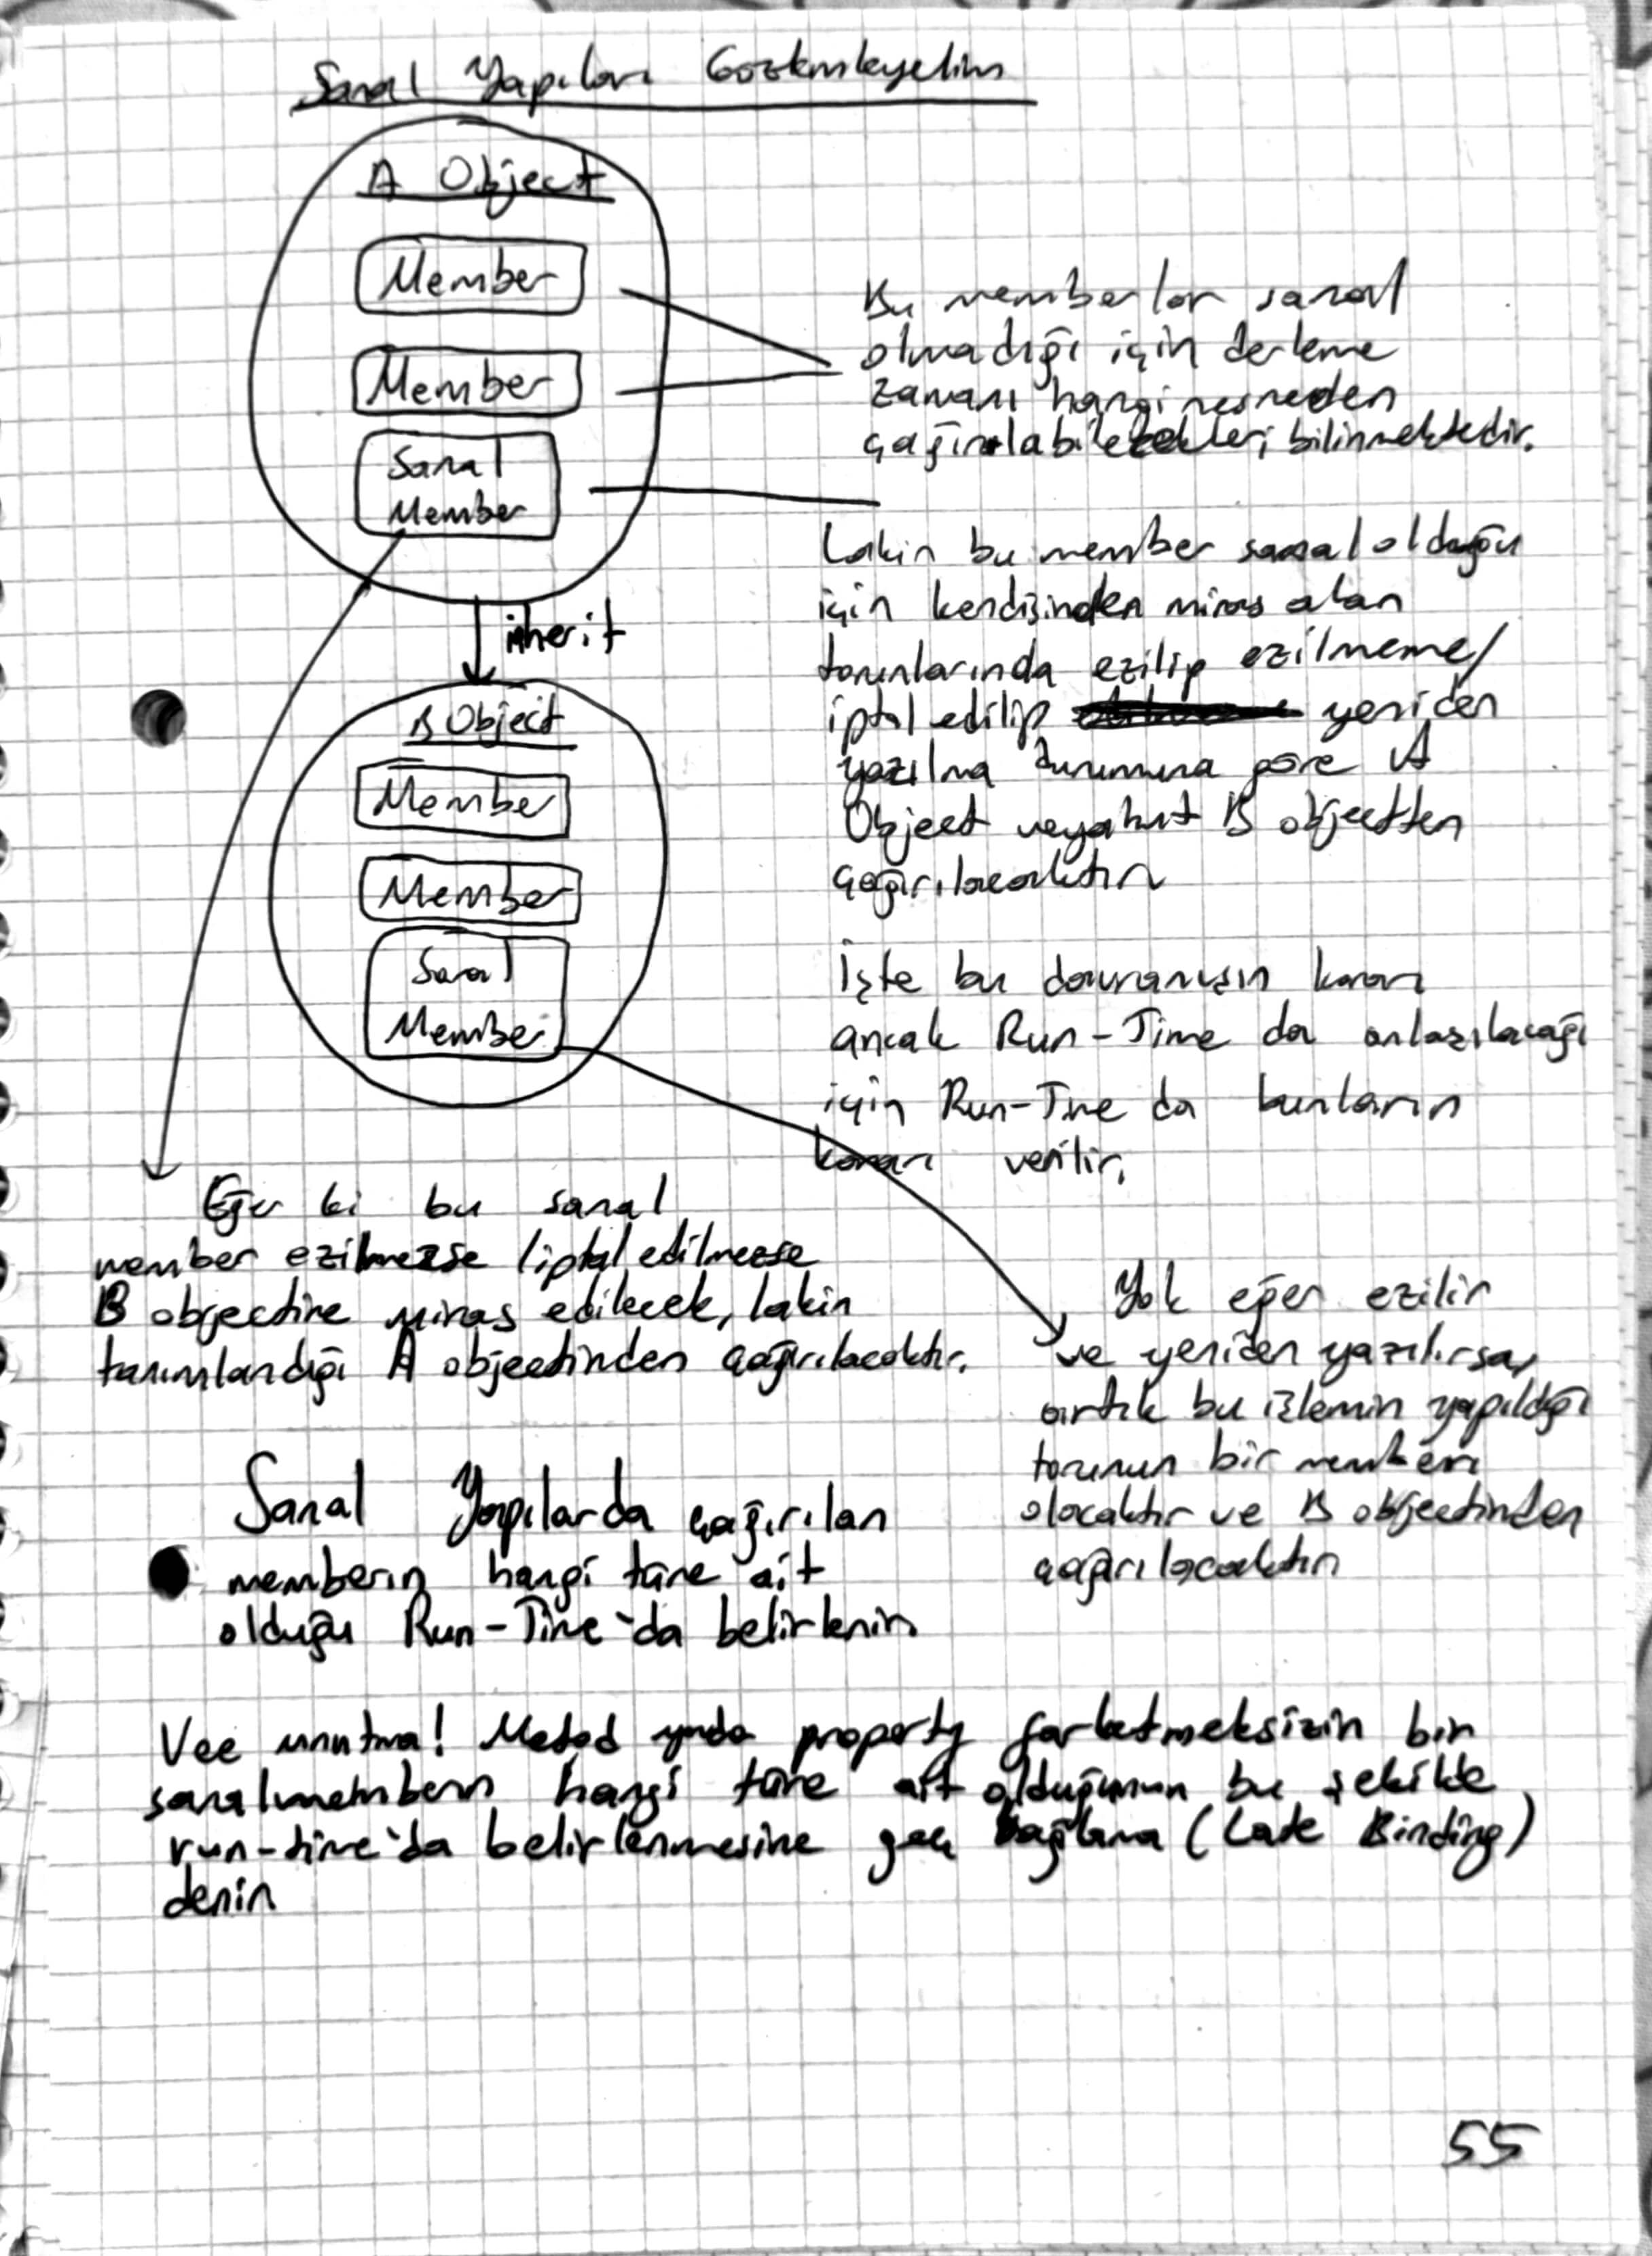 Sanal Yapıları Gözlemleyelim
A Object
Member
Member
Sanal
Member
Bu memberlar sanal
olmadığı için derleme
zamanı hangi nesneden
çağırılabilecekleri bilinmektedir.
Lakin bu member sanal olduğu
için kendisinden miras alan
torunlarında ezilip ezilmeme/
iptal edilip yeniden
yazılma durumuna göre A
Object veyahut B objectten
çağırılacaktır
inherit
B Object
Member
Member
Sanal
Member
İşte bu davranışın kararı
ancak Run-Time da anlaşılacağı
için Run-Time da bunların
kararı verilir.
Eğer ki bu sanal
member ezilmezse/iptal edilmezse
B objectine miras edilecek, lakin
tanımlandığı A objectinden çağırılacaktır.
Yok eğer ezilir
ve yeniden yazılırsa,
artık bu işlemin yapıldığı
torunun bir memberı
olacaktır ve B objectinden
çağırılacaktır
Sanal Yapılarda çağırılan
memberın hangi türe ait
olduğu Run-Time'da belirlenir.
Vee unutma! Metod yada property farketmeksizin bir
sanal memberın hangi türe ait olduğunun bu şekilde
run-time'da belirlenmesine geç bağlama (Late Binding)
denir
55